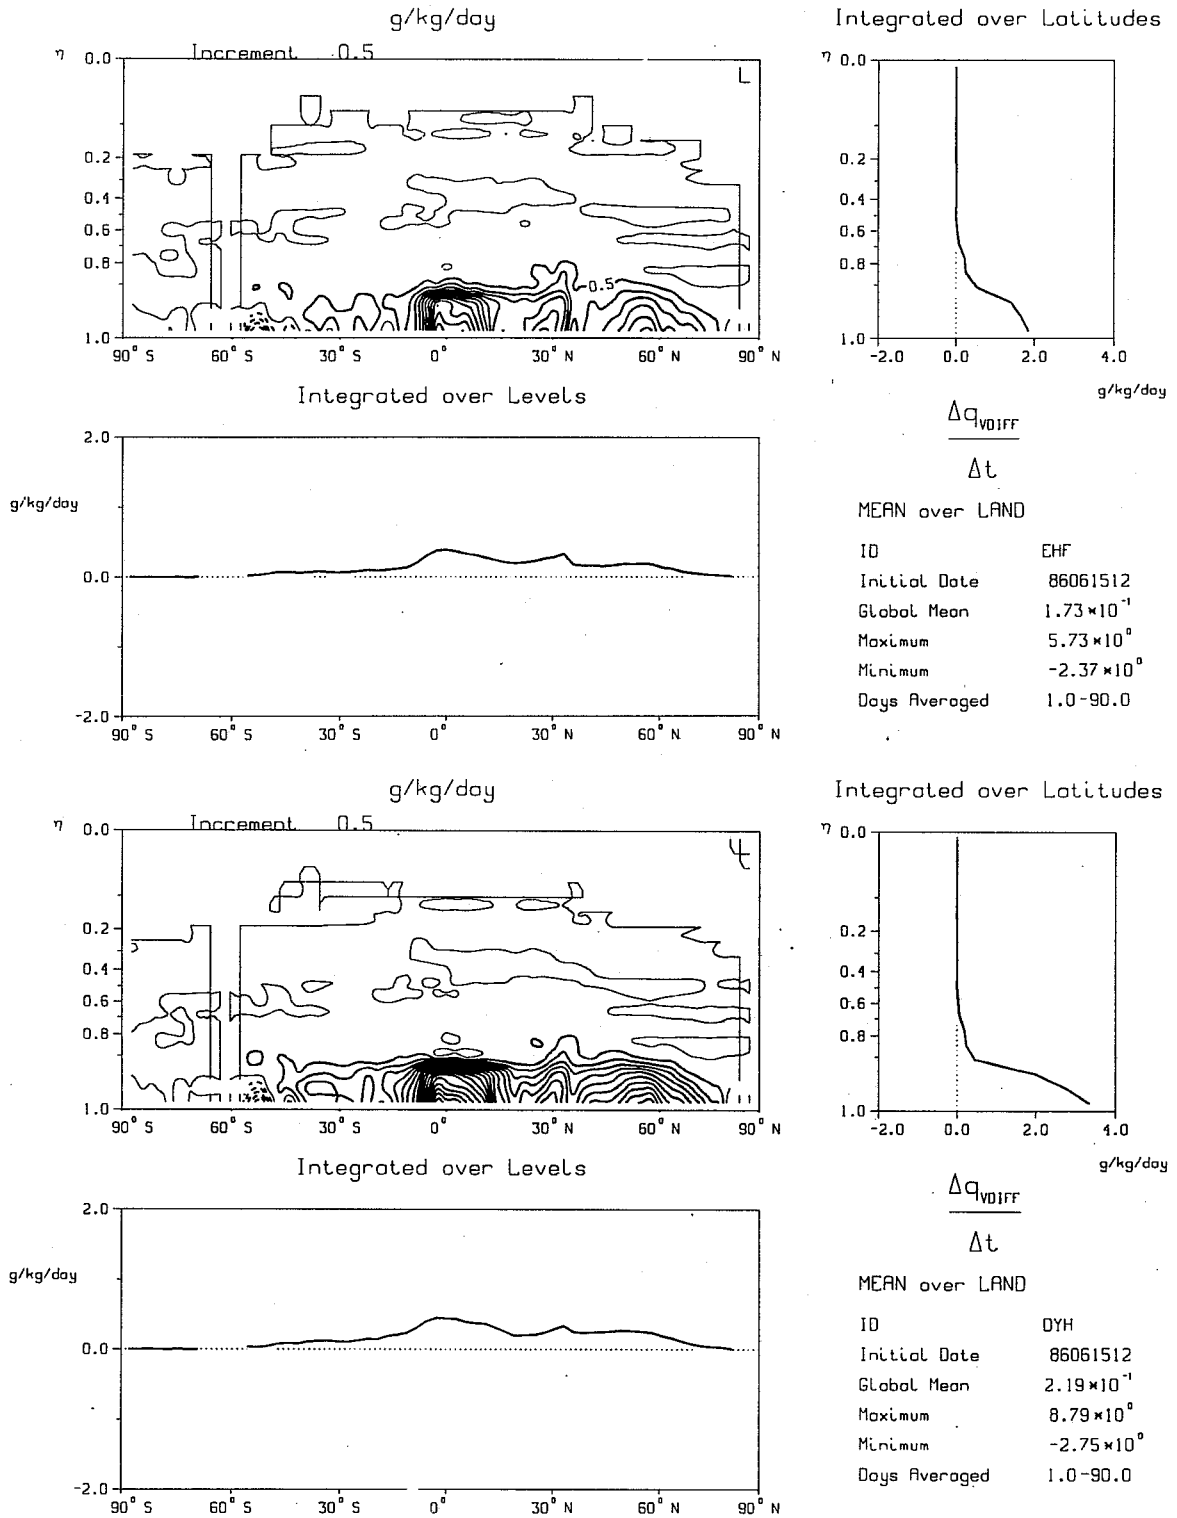 g/kg/day
Integrated over Latitudes
η
Increment 0.5
L
0.0
0.2
0.4
0.6
0.8
1.0
0.5
90° S 60° S 30° S 0° 30° N 60° N 90° N
η
0.0
0.2
0.4
0.6
0.8
1.0
-2.0 0.0 2.0 4.0
g/kg/day
Integrated over Levels
g/kg/day
2.0
0.0
-2.0
90° S 60° S 30° S 0° 30° N 60° N 90° N
Δq VDIFF
Δt
MEAN over LAND
ID EHF
Initial Date 86061512
Global Mean 1.73×10⁻¹
Maximum 5.73×10⁰
Minimum -2.37×10⁰
Days Averaged 1.0-90.0
g/kg/day
Integrated over Latitudes
η
Increment 0.5
0.0
0.2
0.4
0.6
0.8
1.0
90° S 60° S 30° S 0° 30° N 60° N 90° N
η
0.0
0.2
0.4
0.6
0.8
1.0
-2.0 0.0 2.0 4.0
g/kg/day
Integrated over Levels
g/kg/day
2.0
0.0
-2.0
90° S 60° S 30° S 0° 30° N 60° N 90° N
Δq VDIFF
Δt
MEAN over LAND
ID DYH
Initial Date 86061512
Global Mean 2.19×10⁻¹
Maximum 8.79×10⁰
Minimum -2.75×10⁰
Days Averaged 1.0-90.0